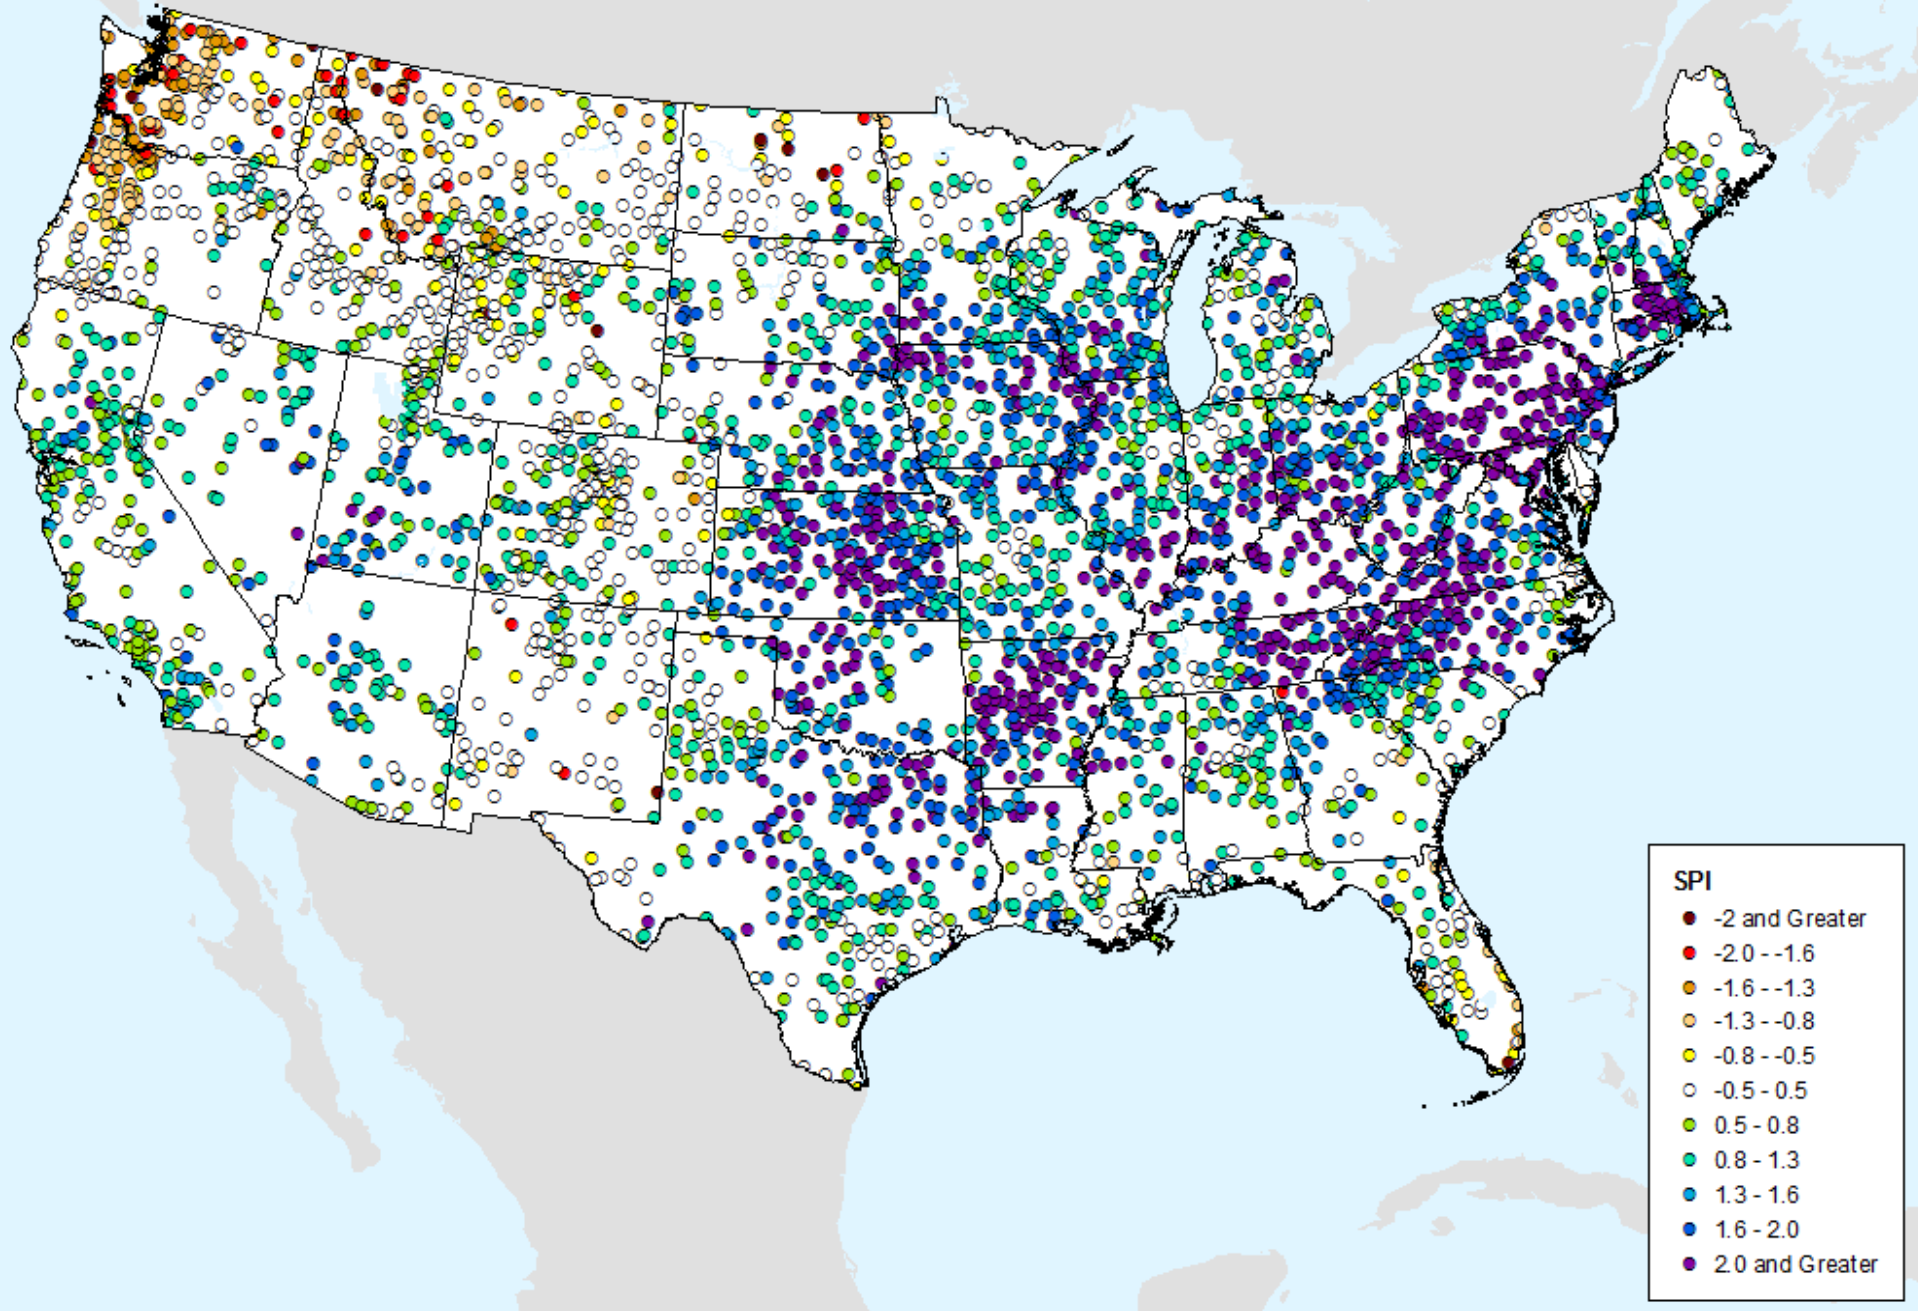 SPI
-2 and Greater
-2.0 - -1.6
-1.6 - -1.3
-1.3 - -0.8
-0.8 - -0.5
-0.5 - 0.5
0.5 - 0.8
0.8 - 1.3
1.3 - 1.6
1.6 - 2.0
2.0 and Greater